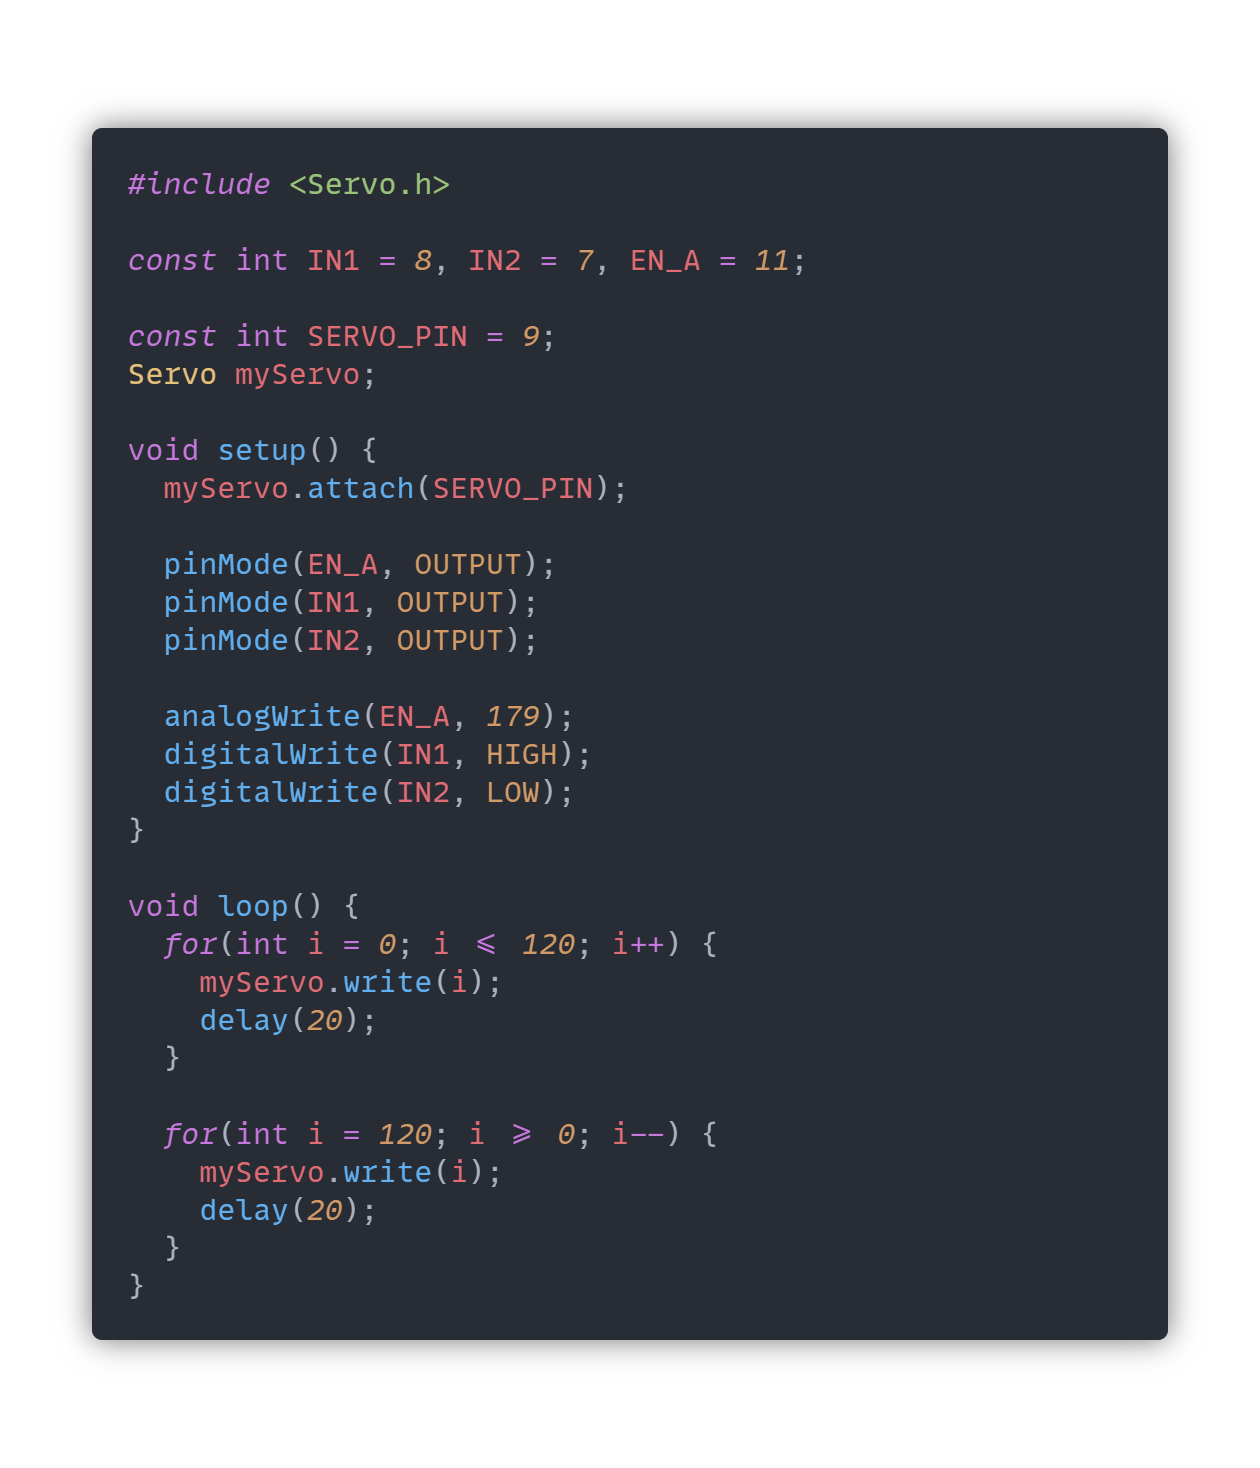 #include <Servo.h>
const int IN1 = 8, IN2 = 7, EN_A = 11;
const int SERVO_PIN = 9;
Servo myServo;
void setup() {
  myServo.attach(SERVO_PIN);
  pinMode(EN_A, OUTPUT);
  pinMode(IN1, OUTPUT);
  pinMode(IN2, OUTPUT);
  analogWrite(EN_A, 179);
  digitalWrite(IN1, HIGH);
  digitalWrite(IN2, LOW);
}
void loop() {
  for(int i = 0; i ⩽ 120; i++) {
    myServo.write(i);
    delay(20);
  }
  for(int i = 120; i ⩾ 0; i--) {
    myServo.write(i);
    delay(20);
  }
}